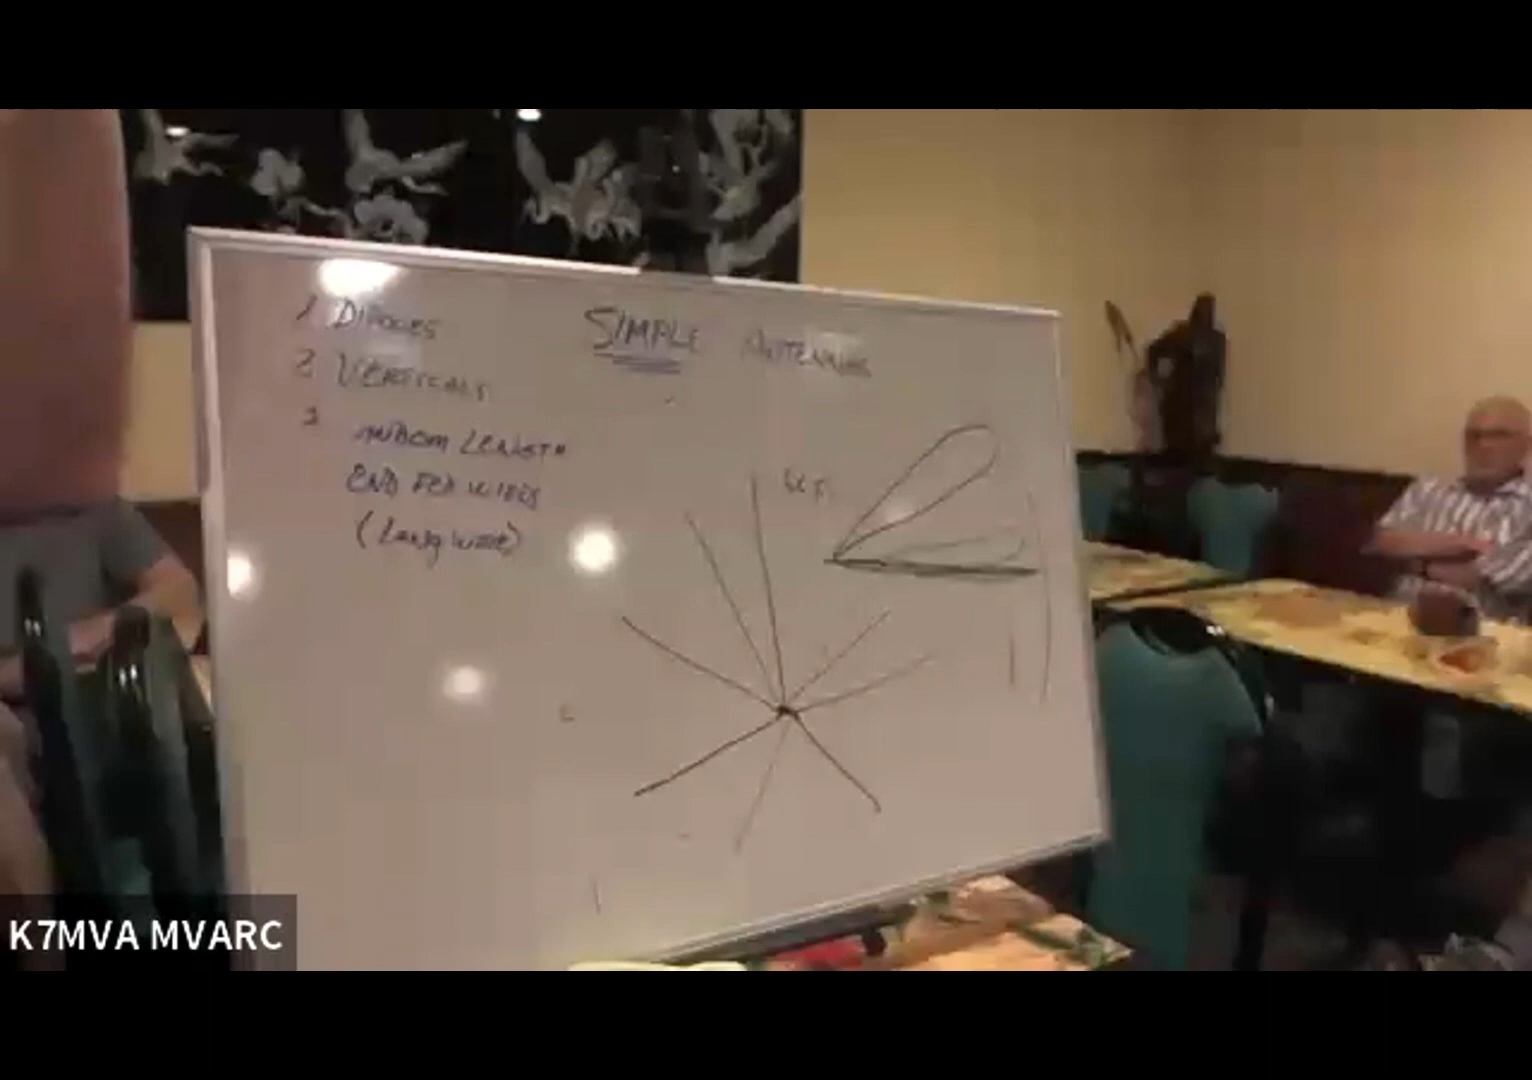 SIMPLE ANTENNAS
1 DIPOLES
2 VERTICALS
3 RANDOM LENGTH
END FED WIRES
(Long wire)
K7MVA MVARC